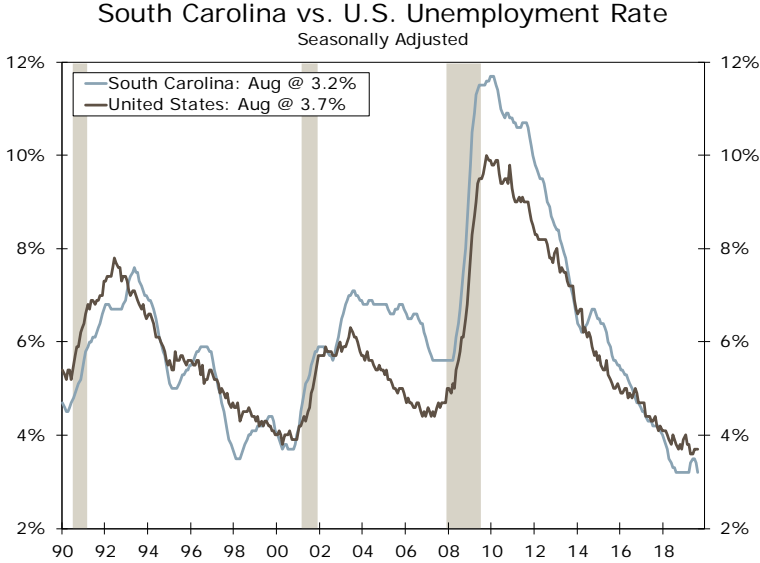 South Carolina vs. U.S. Unemployment Rate
Seasonally Adjusted
12% 12%
South Carolina: Aug @ 3.2%
United States: Aug @ 3.7%
10% 10%
8% 8%
6% 6%
4% 4%
2% 2%
90 92 94 96 98 00 02 04 06 08 10 12 14 16 18